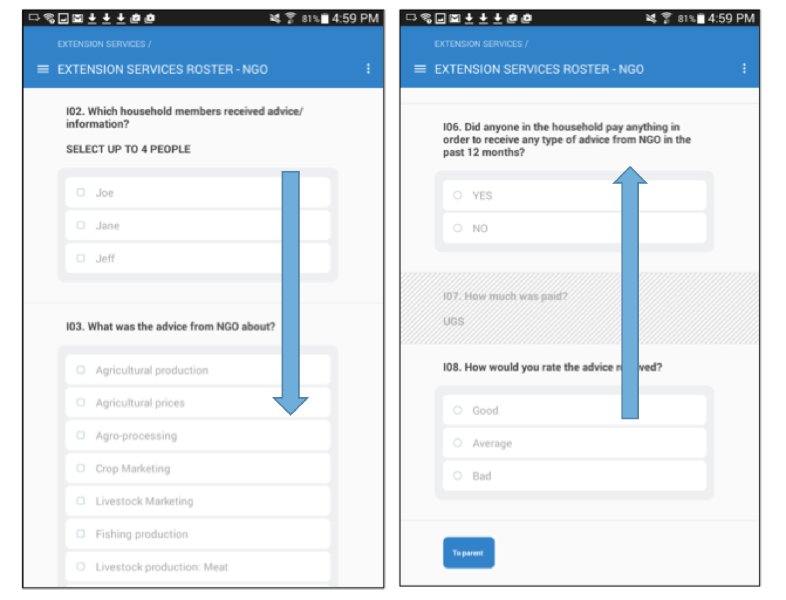 81% 4:59 PM
EXTENSION SERVICES /
EXTENSION SERVICES ROSTER - NGO
I02. Which household members received advice/
information?
SELECT UP TO 4 PEOPLE
Joe
Jane
Jeff
I03. What was the advice from NGO about?
Agricultural production
Agricultural prices
Agro-processing
Crop Marketing
Livestock Marketing
Fishing production
Livestock production: Meat
81% 4:59 PM
EXTENSION SERVICES /
EXTENSION SERVICES ROSTER - NGO
I06. Did anyone in the household pay anything in
order to receive any type of advice from NGO in the
past 12 months?
YES
NO
I07. How much was paid?
UGS
I08. How would you rate the advice ved?
Good
Average
Bad
To parent